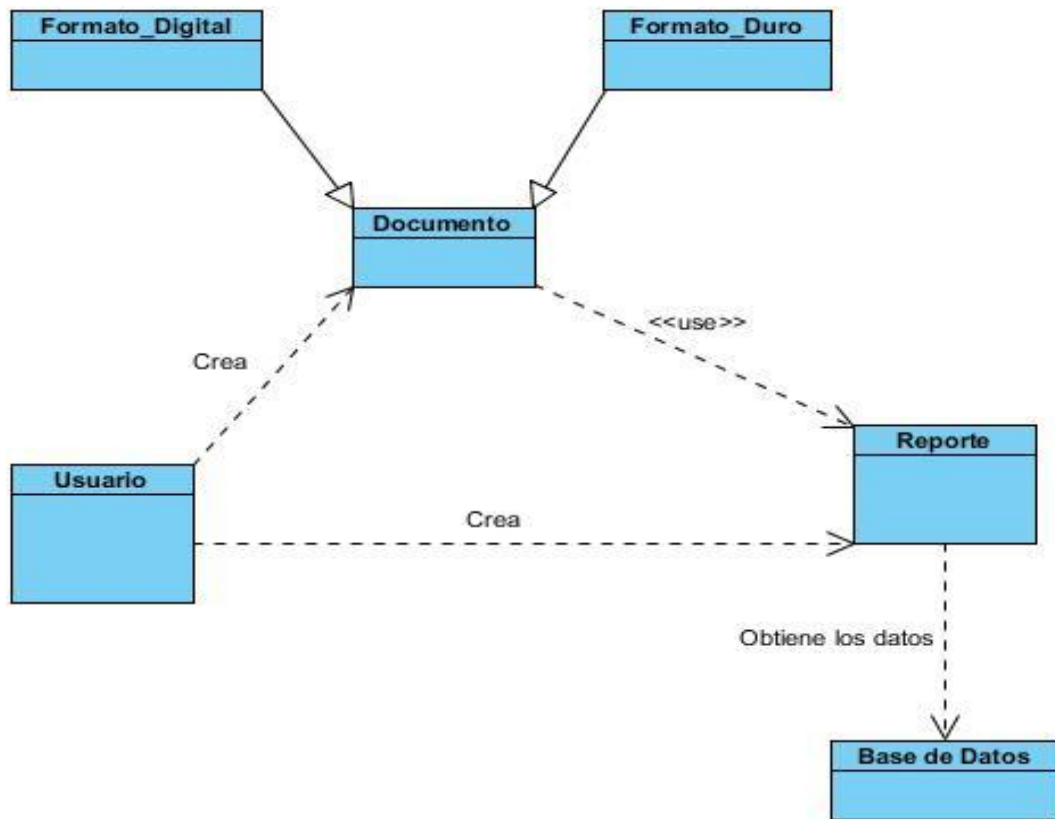 Formato_Digital
Formato_Duro
Documento
<<use>>
Crea
Reporte
Usuario
Crea
Obtiene los datos
Base de Datos